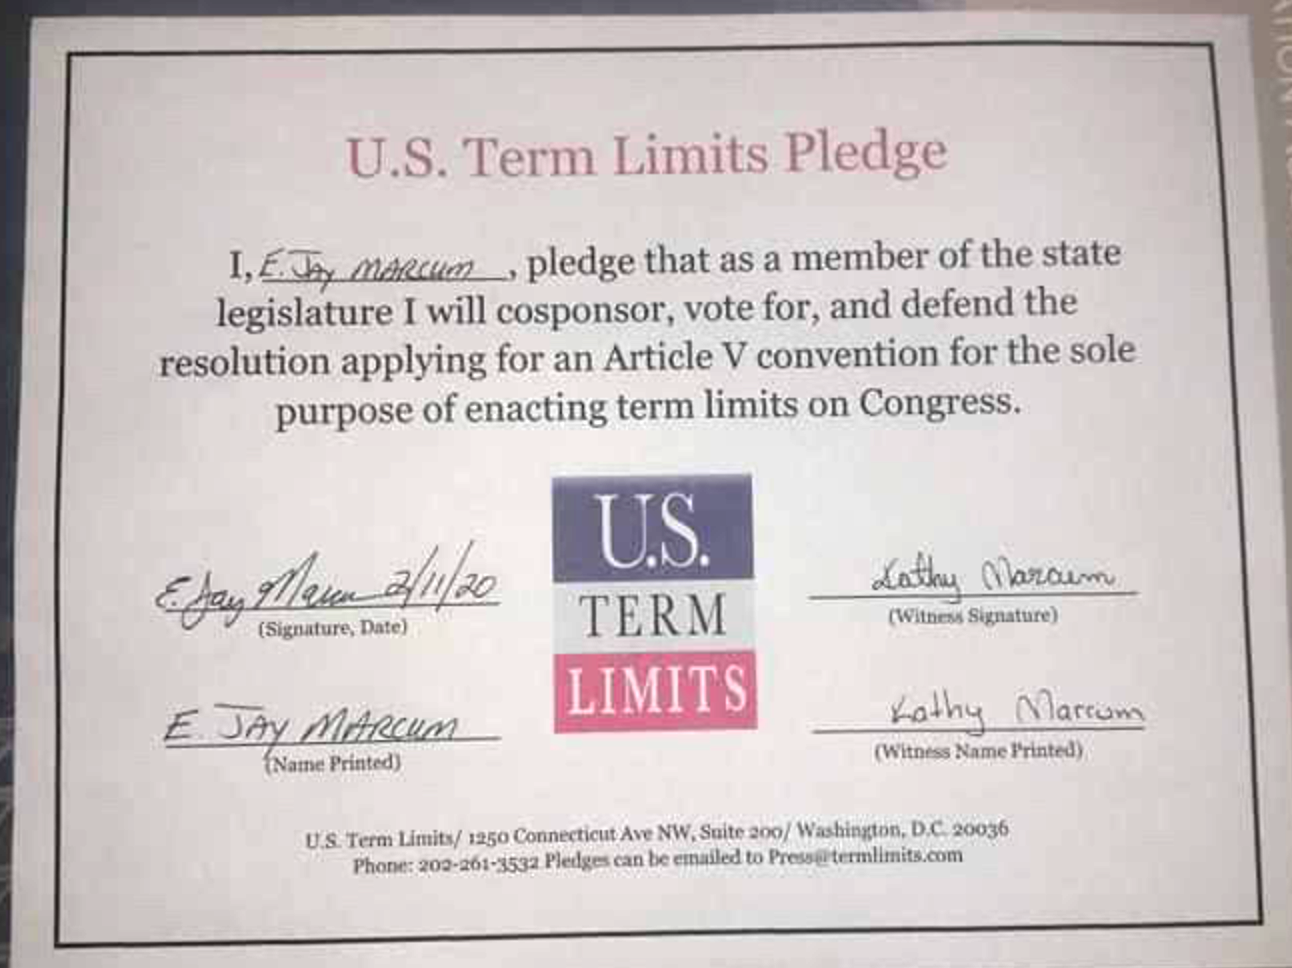 U.S. Term Limits Pledge
I, E. JAY MARCUM, pledge that as a member of the state
legislature I will cosponsor, vote for, and defend the
resolution applying for an Article V convention for the sole
purpose of enacting term limits on Congress.
U.S.
TERM
LIMITS
E. Jay Marcum 2/11/20
(Signature, Date)
Kathy Marcum
(Witness Signature)
E. JAY MARCUM
(Name Printed)
Kathy Marcum
(Witness Name Printed)
U.S. Term Limits/ 1250 Connecticut Ave NW, Suite 200/ Washington, D.C. 20036
Phone: 202-261-3532 Pledges can be emailed to Press@termlimits.com